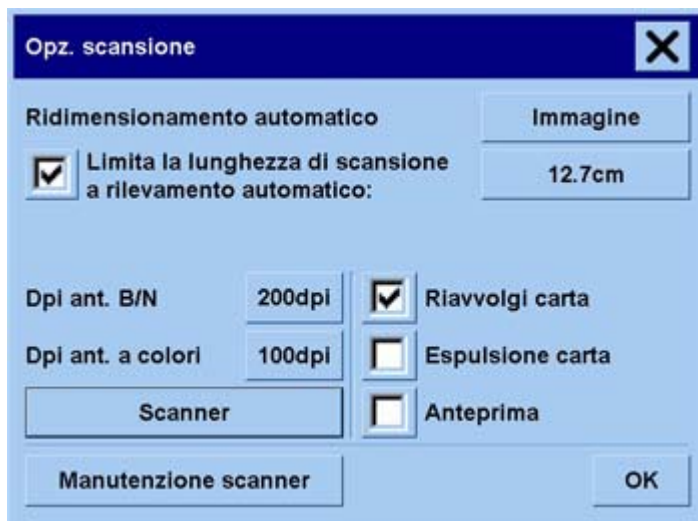 Opz. scansione
Ridimensionamento automatico
Immagine
Limita la lunghezza di scansione
a rilevamento automatico:
12.7cm
Dpi ant. B/N
200dpi
Riavvolgi carta
Dpi ant. a colori
100dpi
Espulsione carta
Scanner
Anteprima
Manutenzione scanner
OK